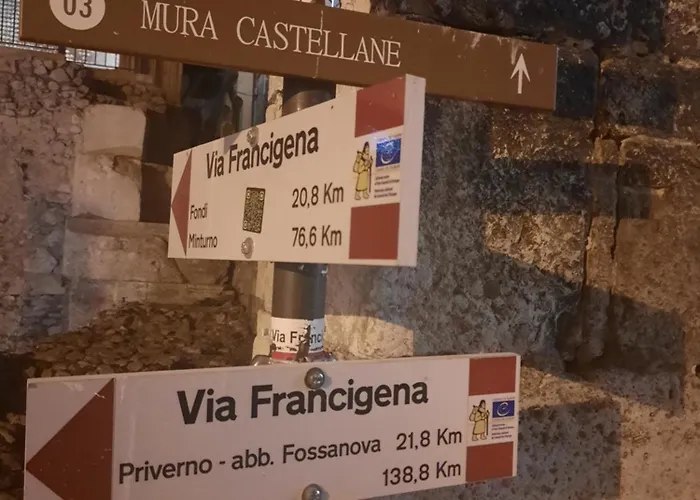 03
MURA CASTELLANE
Via Francigena
Fondi 20,8 Km
Minturno 76,6 Km
Via Franc
Via Francigena
Priverno - abb. Fossanova 21,8 Km
138,8 Km